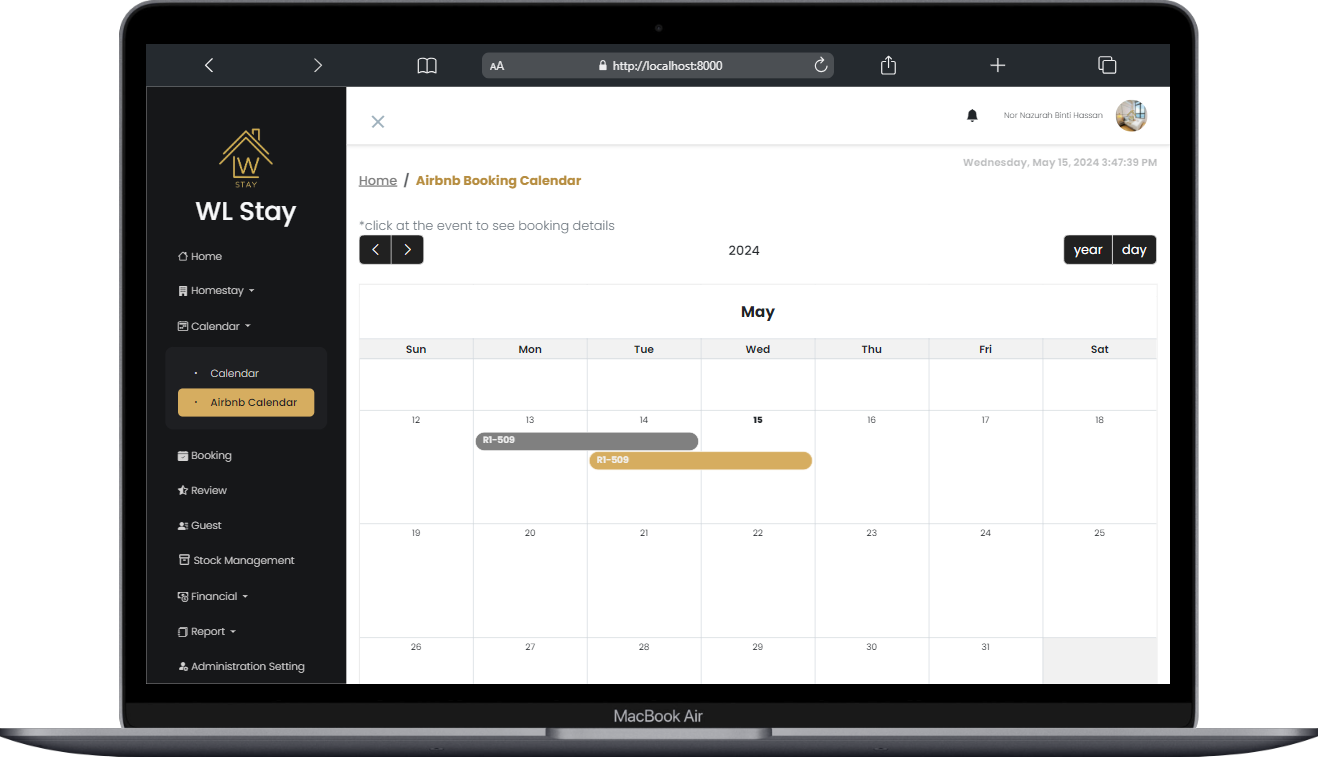 AA http://localhost:8000
W
STAY
WL Stay
Home
Homestay
Calendar
Calendar
Airbnb Calendar
Booking
Review
Guest
Stock Management
Financial
Report
Administration Setting
Nor Nazurah Binti Hassan
Wednesday, May 15, 2024 3:47:39 PM
Home / Airbnb Booking Calendar
*click at the event to see booking details
2024 year day
May
Sun Mon Tue Wed Thu Fri Sat
12 13 14 15 16 17 18
R1-509
R1-509
19 20 21 22 23 24 25
26 27 28 29 30 31
MacBook Air